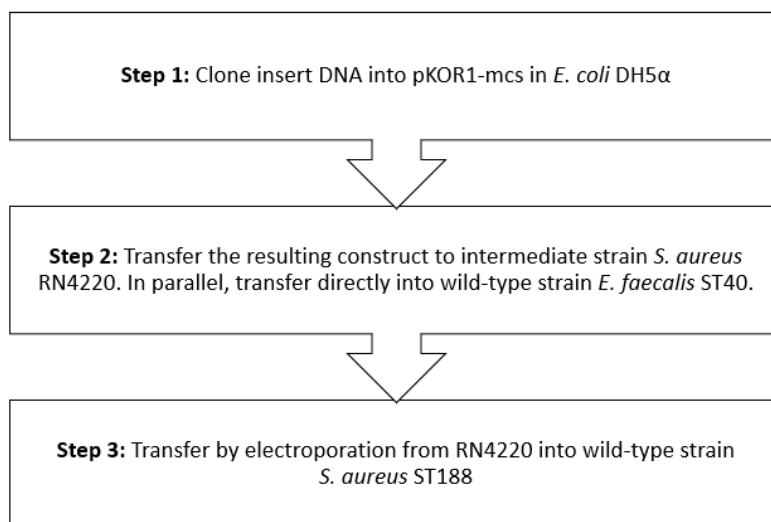 Step 1: Clone insert DNA into pKOR1-mcs in E. coli DH5α
Step 2: Transfer the resulting construct to intermediate strain S. aureus
RN4220. In parallel, transfer directly into wild-type strain E. faecalis ST40.
Step 3: Transfer by electroporation from RN4220 into wild-type strain
S. aureus ST188